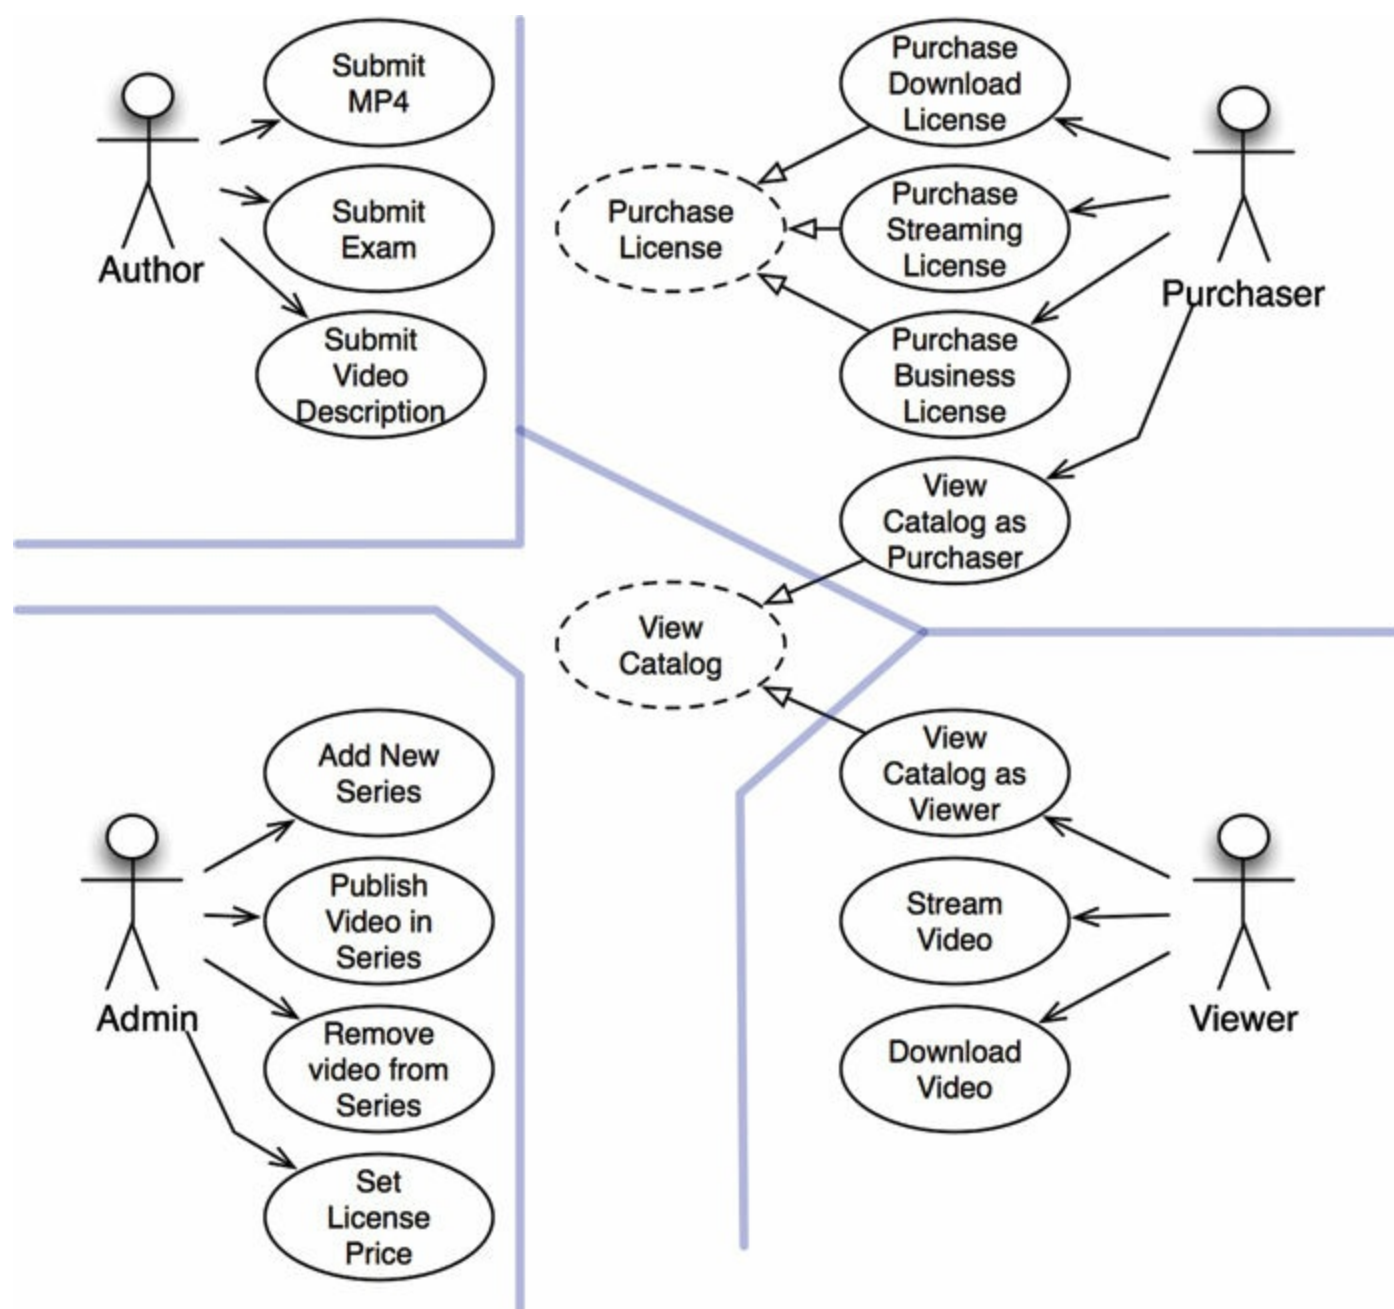 Submit
MP4
Submit
Exam
Submit
Video
Description
Author
Purchase
Download
License
Purchase
License
Purchase
Streaming
License
Purchase
Business
License
Purchaser
View
Catalog as
Purchaser
View
Catalog
Add New
Series
Publish
Video in
Series
Remove
video from
Series
Set
License
Price
Admin
View
Catalog as
Viewer
Stream
Video
Download
Video
Viewer